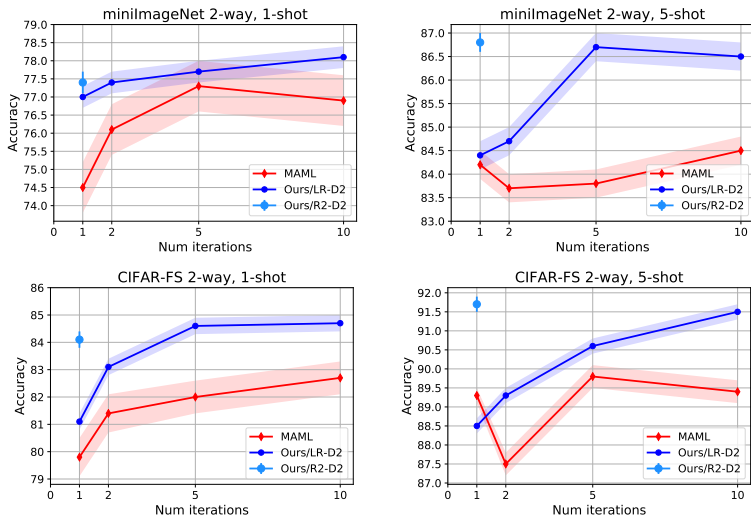 miniImageNet 2-way, 1-shot
79.0
78.5
78.0
77.5
77.0
76.5
76.0
75.5
75.0
74.5
74.0
Accuracy
0 1 2 5 10
Num iterations
MAML
Ours/LR-D2
Ours/R2-D2
miniImageNet 2-way, 5-shot
87.0
86.5
86.0
85.5
85.0
84.5
84.0
83.5
83.0
Accuracy
0 1 2 5 10
Num iterations
MAML
Ours/LR-D2
Ours/R2-D2
CIFAR-FS 2-way, 1-shot
86
85
84
83
82
81
80
79
Accuracy
0 1 2 5 10
Num iterations
MAML
Ours/LR-D2
Ours/R2-D2
CIFAR-FS 2-way, 5-shot
92.0
91.5
91.0
90.5
90.0
89.5
89.0
88.5
88.0
87.5
87.0
Accuracy
0 1 2 5 10
Num iterations
MAML
Ours/LR-D2
Ours/R2-D2